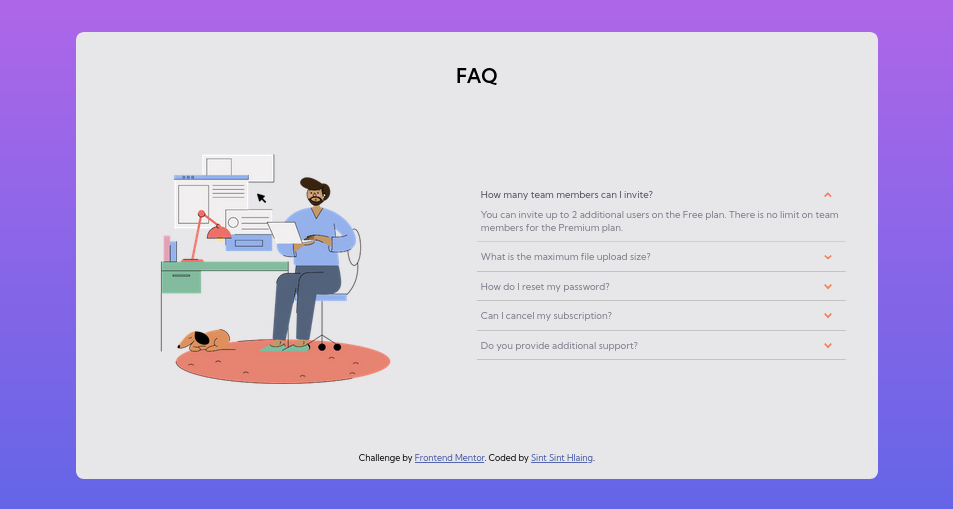 FAQ
How many team members can I invite?
You can invite up to 2 additional users on the Free plan. There is no limit on team
members for the Premium plan.
What is the maximum file upload size?
How do I reset my password?
Can I cancel my subscription?
Do you provide additional support?
Challenge by Frontend Mentor. Coded by Sint Sint Hlaing.